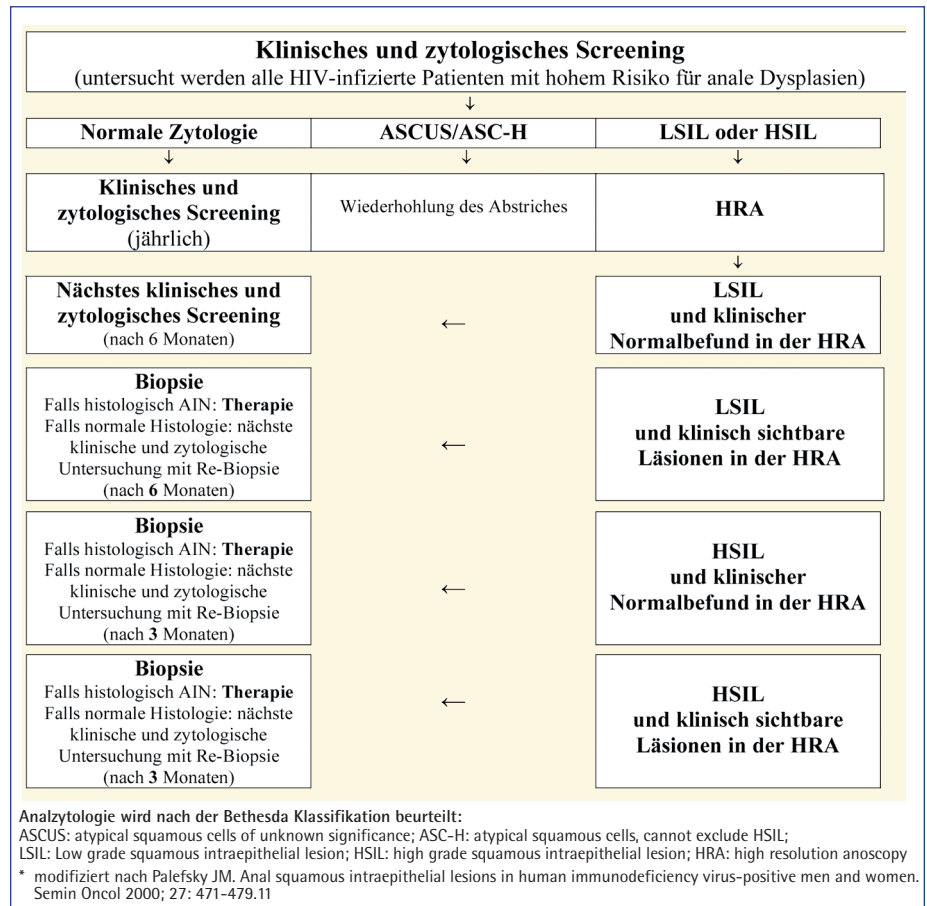 Klinisches und zytologisches Screening
(untersucht werden alle HIV-infizierte Patienten mit hohem Risiko für anale Dysplasien)
↓
Normale Zytologie
ASCUS/ASC-H
LSIL oder HSIL
↓ ↓ ↓
Klinisches und
zytologisches Screening
(jährlich)
Wiederhohlung des Abstriches
HRA
↓
Nächstes klinisches und
zytologisches Screening
(nach 6 Monaten)
←
LSIL
und klinischer
Normalbefund in der HRA
Biopsie
Falls histologisch AIN: Therapie
Falls normale Histologie: nächste
klinische und zytologische
Untersuchung mit Re-Biopsie
(nach 6 Monaten)
←
LSIL
und klinisch sichtbare
Läsionen in der HRA
Biopsie
Falls histologisch AIN: Therapie
Falls normale Histologie: nächste
klinische und zytologische
Untersuchung mit Re-Biopsie
(nach 3 Monaten)
←
HSIL
und klinischer
Normalbefund in der HRA
Biopsie
Falls histologisch AIN: Therapie
Falls normale Histologie: nächste
klinische und zytologische
Untersuchung mit Re-Biopsie
(nach 3 Monaten)
←
HSIL
und klinisch sichtbare
Läsionen in der HRA
Analzytologie wird nach der Bethesda Klassifikation beurteilt:
ASCUS: atypical squamous cells of unknown significance; ASC-H: atypical squamous cells, cannot exclude HSIL;
LSIL: Low grade squamous intraepithelial lesion; HSIL: high grade squamous intraepithelial lesion; HRA: high resolution anoscopy
* modifiziert nach Palefsky JM. Anal squamous intraepithelial lesions in human immunodeficiency virus-positive men and women.
Semin Oncol 2000; 27: 471-479.11